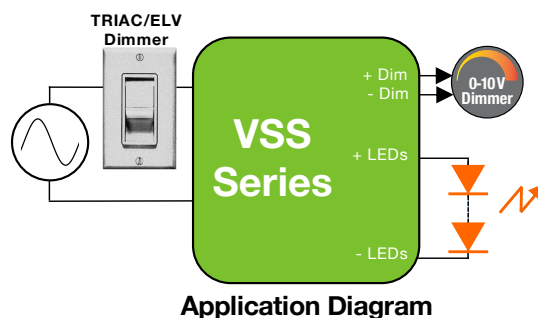 TRIAC/ELV
Dimmer
VSS
Series
+ Dim
- Dim
0-10V
Dimmer
+ LEDs
- LEDs
Application Diagram